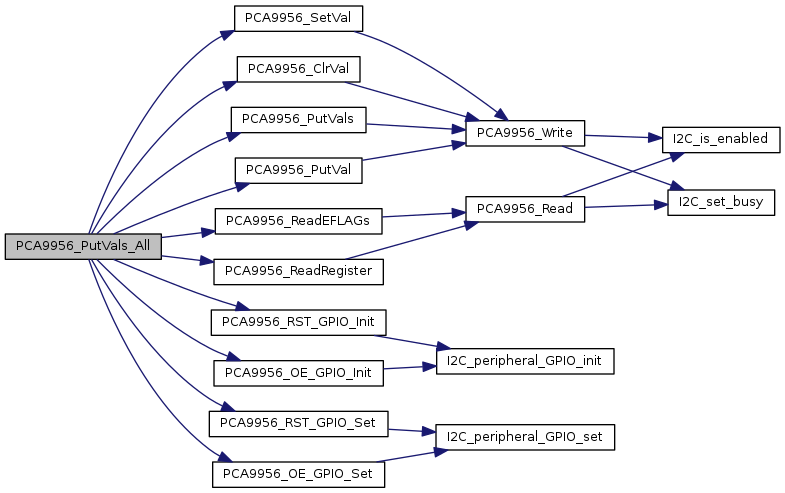 PCA9956_PutVals_All
PCA9956_SetVal
PCA9956_ClrVal
PCA9956_PutVals
PCA9956_PutVal
PCA9956_ReadEFLAGs
PCA9956_ReadRegister
PCA9956_RST_GPIO_Init
PCA9956_OE_GPIO_Init
PCA9956_RST_GPIO_Set
PCA9956_OE_GPIO_Set
PCA9956_Write
PCA9956_Read
I2C_peripheral_GPIO_init
I2C_peripheral_GPIO_set
I2C_is_enabled
I2C_set_busy